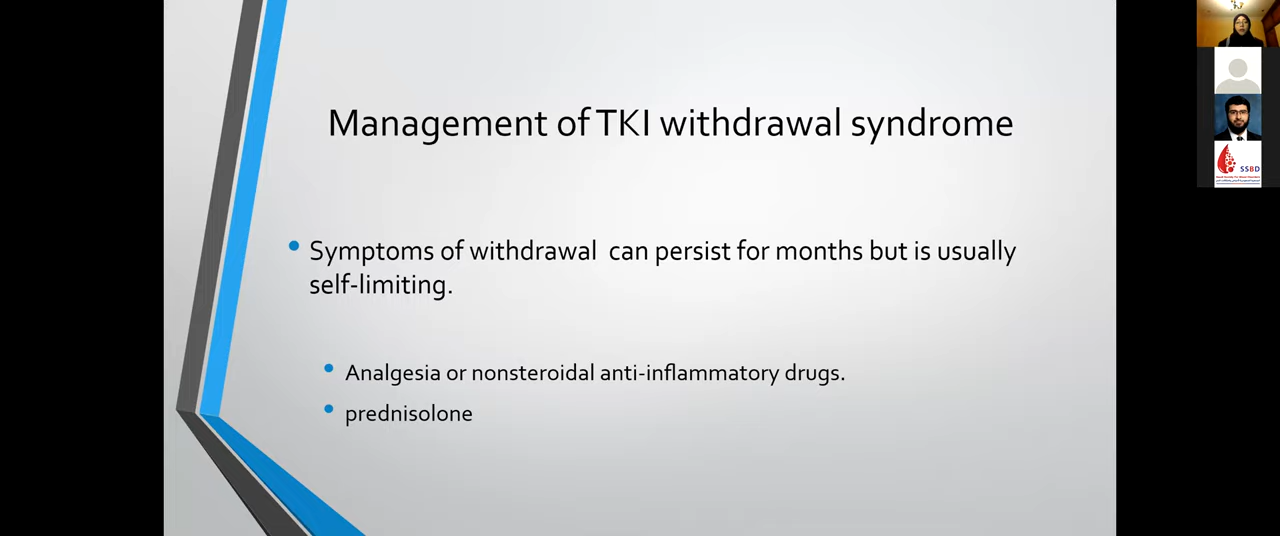 Management of TKI withdrawal syndrome
Symptoms of withdrawal can persist for months but is usually
self-limiting.
Analgesia or nonsteroidal anti-inflammatory drugs.
prednisolone
SSBD